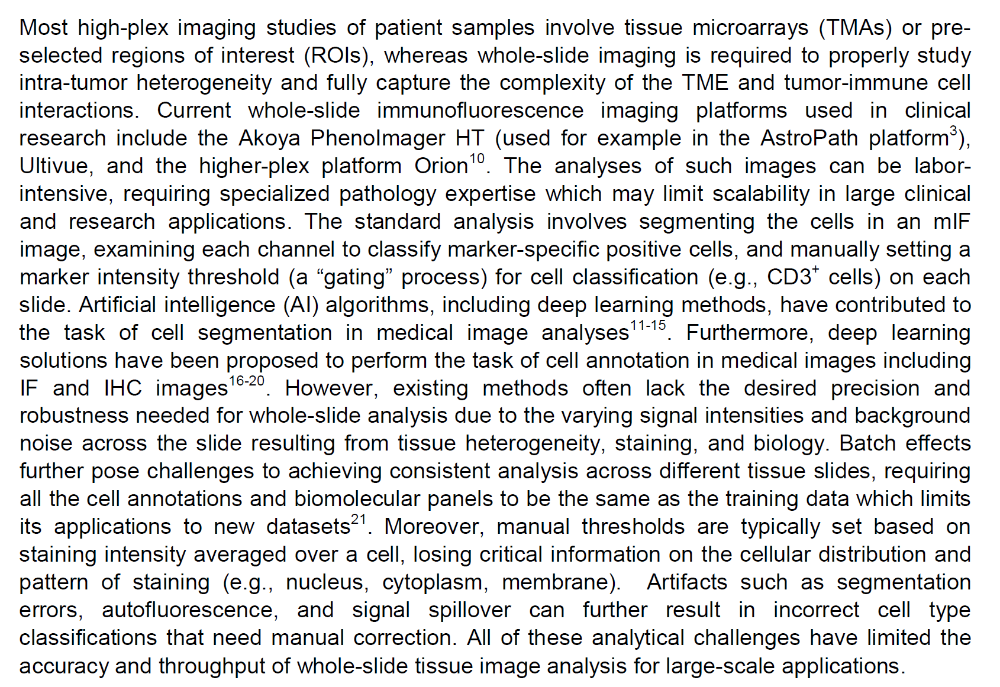 Most high-plex imaging studies of patient samples involve tissue microarrays (TMAs) or pre-
selected regions of interest (ROIs), whereas whole-slide imaging is required to properly study
intra-tumor heterogeneity and fully capture the complexity of the TME and tumor-immune cell
interactions. Current whole-slide immunofluorescence imaging platforms used in clinical
research include the Akoya PhenoImager HT (used for example in the AstroPath platform³),
Ultivue, and the higher-plex platform Orion¹⁰. The analyses of such images can be labor-
intensive, requiring specialized pathology expertise which may limit scalability in large clinical
and research applications. The standard analysis involves segmenting the cells in an mIF
image, examining each channel to classify marker-specific positive cells, and manually setting a
marker intensity threshold (a “gating” process) for cell classification (e.g., CD3⁺ cells) on each
slide. Artificial intelligence (AI) algorithms, including deep learning methods, have contributed to
the task of cell segmentation in medical image analyses¹¹⁻¹⁵. Furthermore, deep learning
solutions have been proposed to perform the task of cell annotation in medical images including
IF and IHC images¹⁶⁻²⁰. However, existing methods often lack the desired precision and
robustness needed for whole-slide analysis due to the varying signal intensities and background
noise across the slide resulting from tissue heterogeneity, staining, and biology. Batch effects
further pose challenges to achieving consistent analysis across different tissue slides, requiring
all the cell annotations and biomolecular panels to be the same as the training data which limits
its applications to new datasets²¹. Moreover, manual thresholds are typically set based on
staining intensity averaged over a cell, losing critical information on the cellular distribution and
pattern of staining (e.g., nucleus, cytoplasm, membrane).  Artifacts such as segmentation
errors, autofluorescence, and signal spillover can further result in incorrect cell type
classifications that need manual correction. All of these analytical challenges have limited the
accuracy and throughput of whole-slide tissue image analysis for large-scale applications.